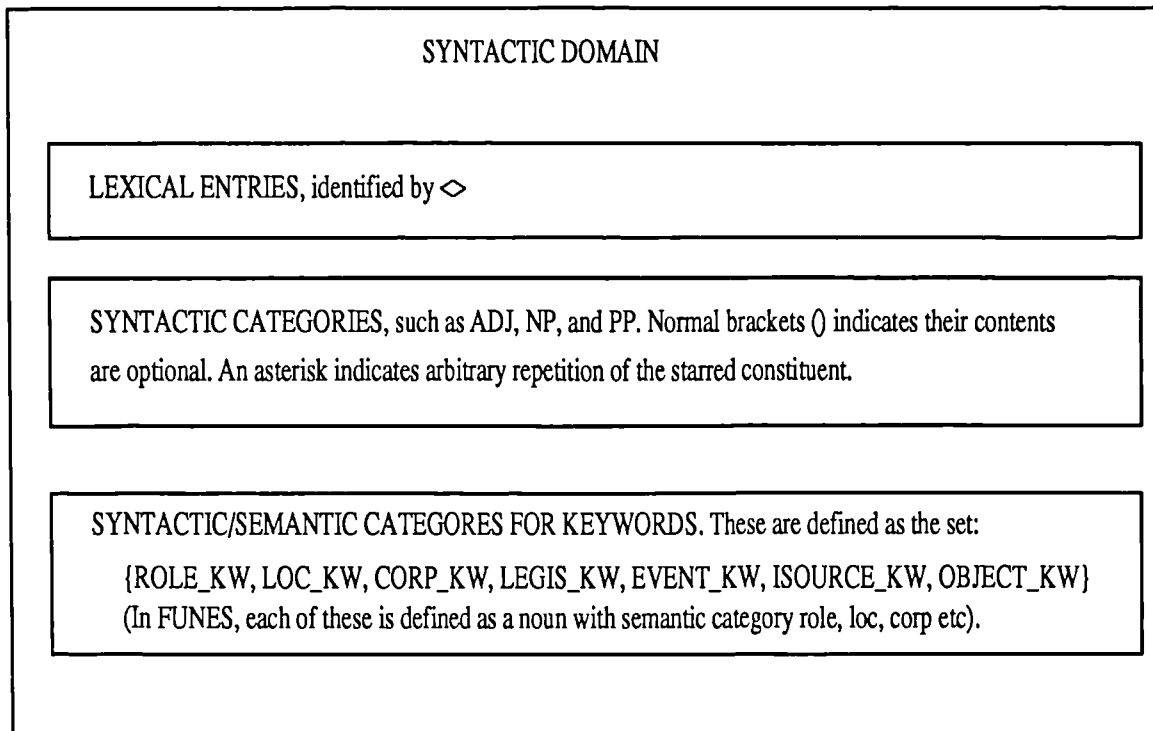 SYNTACTIC DOMAIN
LEXICAL ENTRIES, identified by <>
SYNTACTIC CATEGORIES, such as ADJ, NP, and PP. Normal brackets () indicates their contents
are optional. An asterisk indicates arbitrary repetition of the starred constituent.
SYNTACTIC/SEMANTIC CATEGORES FOR KEYWORDS. These are defined as the set:
{ROLE_KW, LOC_KW, CORP_KW, LEGIS_KW, EVENT_KW, ISOURCE_KW, OBJECT_KW}
(In FUNES, each of these is defined as a noun with semantic category role, loc, corp etc).